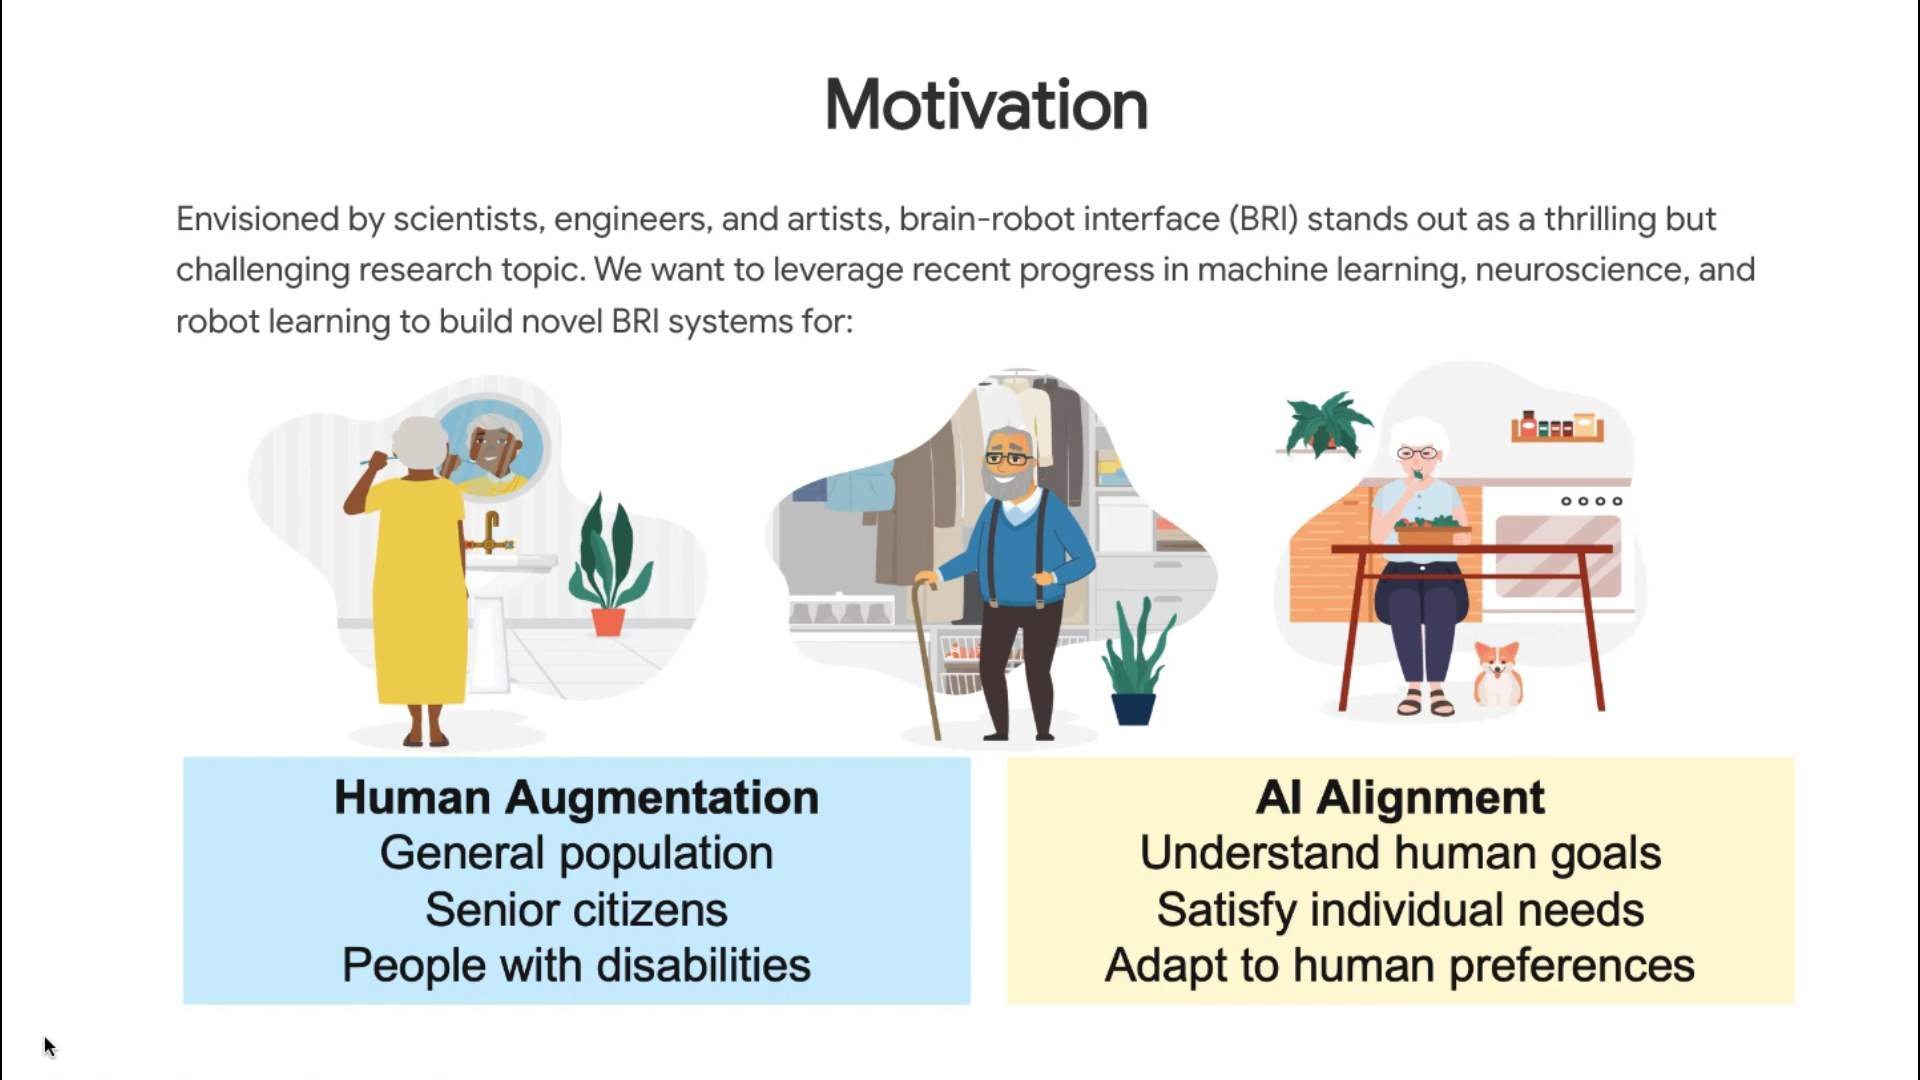 Motivation
Envisioned by scientists, engineers, and artists, brain-robot interface (BRI) stands out as a thrilling but
challenging research topic. We want to leverage recent progress in machine learning, neuroscience, and
robot learning to build novel BRI systems for:
Human Augmentation
General population
Senior citizens
People with disabilities
AI Alignment
Understand human goals
Satisfy individual needs
Adapt to human preferences